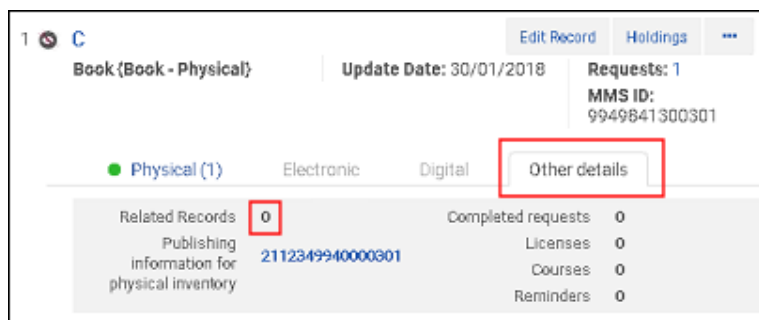 1 C Edit Record Holdings •••
Book {Book - Physical} Update Date: 30/01/2018 Requests: 1
MMS ID:
9949841300301
Physical (1) Electronic Digital Other details
Related Records 0 Completed requests 0
Publishing information for physical inventory 2112349940000301 Licenses 0
Courses 0
Reminders 0